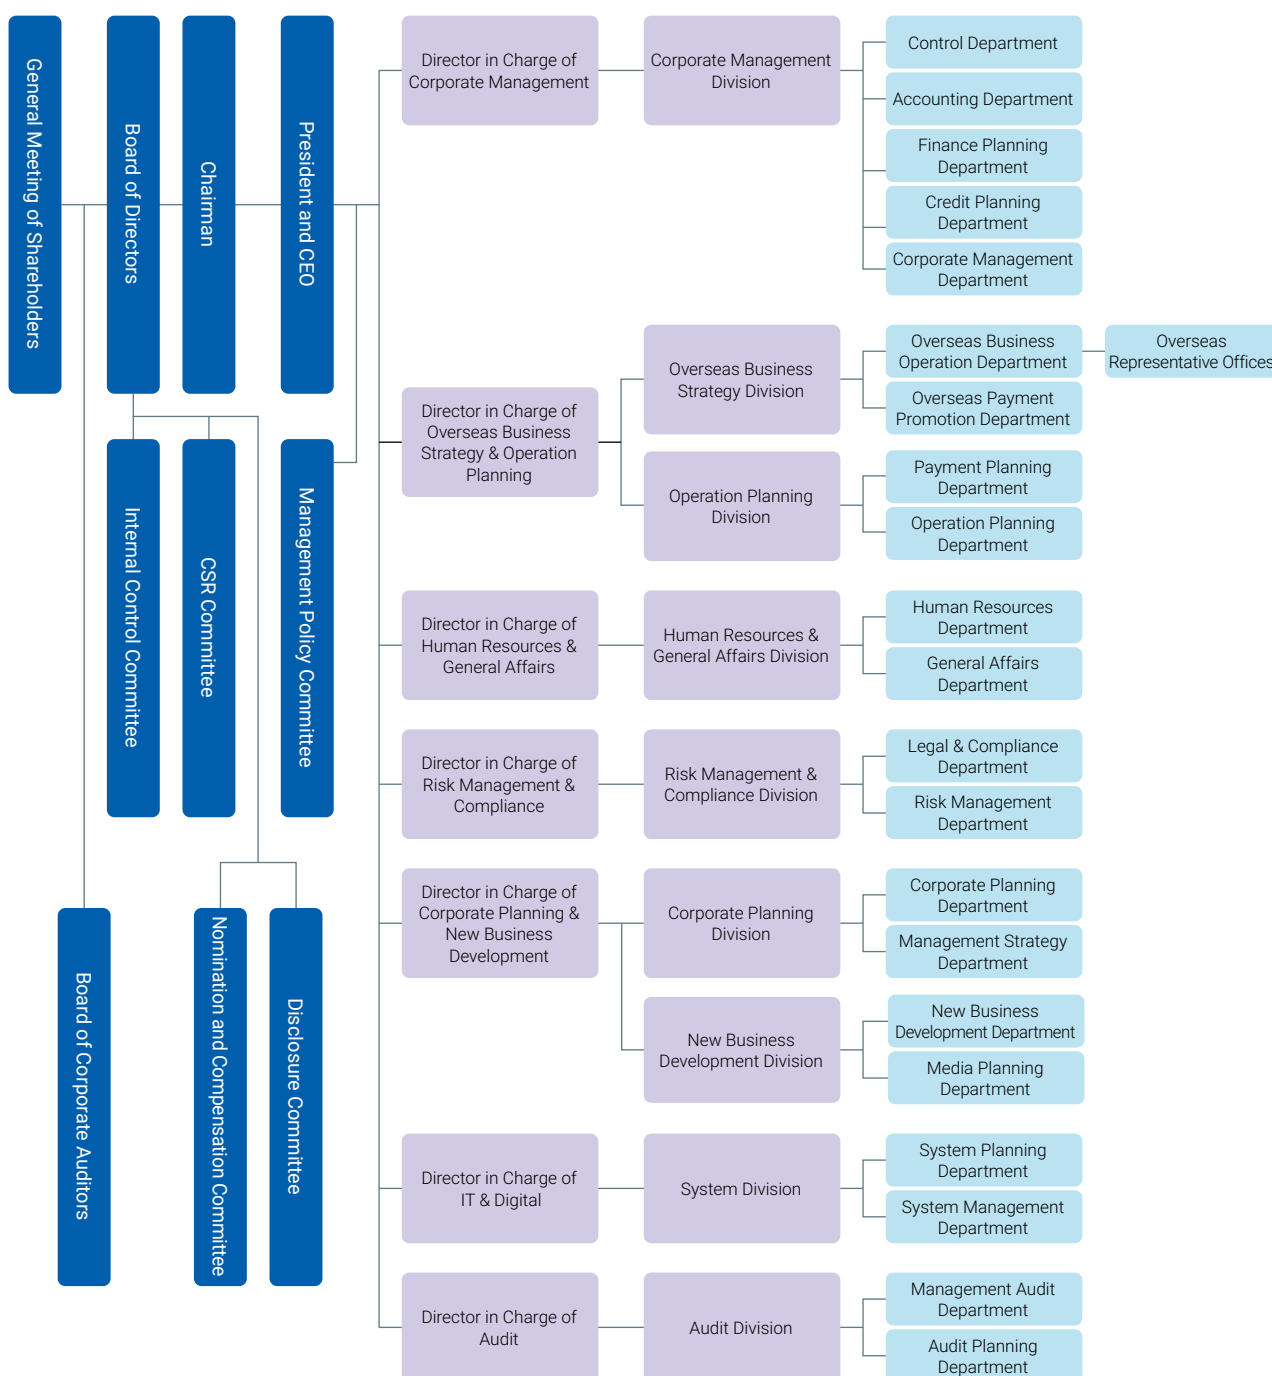 General Meeting of Shareholders
Board of Directors
Chairman
President and CEO
Internal Control Committee
CSR Committee
Management Policy Committee
Board of Corporate Auditors
Nomination and Compensation Committee
Disclosure Committee
Director in Charge of
Corporate Management
Corporate Management
Division
Control Department
Accounting Department
Finance Planning
Department
Credit Planning
Department
Corporate Management
Department
Director in Charge of
Overseas Business
Strategy & Operation
Planning
Overseas Business
Strategy Division
Overseas Business
Operation Department
Overseas
Representative Offices
Overseas Payment
Promotion Department
Operation Planning
Division
Payment Planning
Department
Operation Planning
Department
Director in Charge of
Human Resources &
General Affairs
Human Resources &
General Affairs Division
Human Resources
Department
General Affairs
Department
Director in Charge of
Risk Management &
Compliance
Risk Management &
Compliance Division
Legal & Compliance
Department
Risk Management
Department
Director in Charge of
Corporate Planning &
New Business
Development
Corporate Planning
Division
Corporate Planning
Department
Management Strategy
Department
New Business
Development Division
New Business
Development Department
Media Planning
Department
Director in Charge of
IT & Digital
System Division
System Planning
Department
System Management
Department
Director in Charge of
Audit
Audit Division
Management Audit
Department
Audit Planning
Department